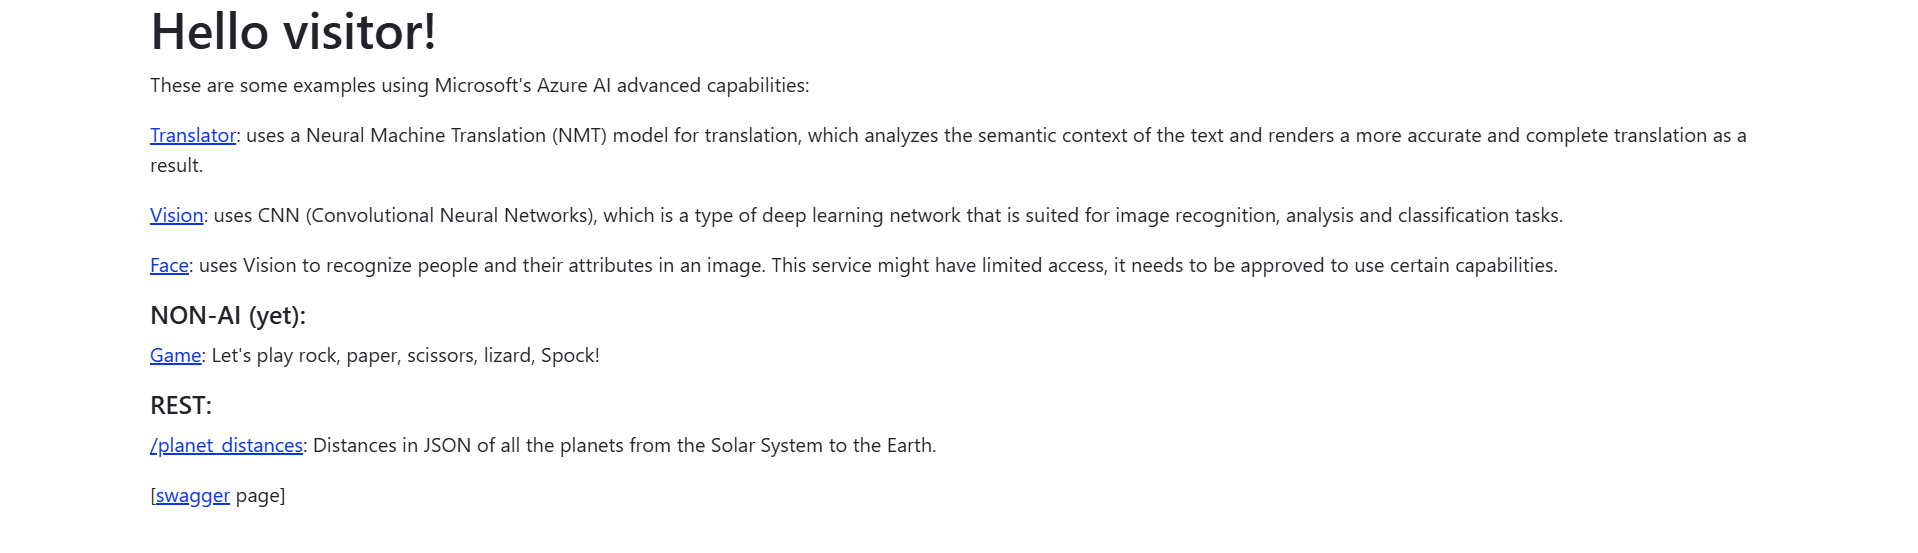 Hello visitor!
These are some examples using Microsoft's Azure AI advanced capabilities:
Translator: uses a Neural Machine Translation (NMT) model for translation, which analyzes the semantic context of the text and renders a more accurate and complete translation as a
result.
Vision: uses CNN (Convolutional Neural Networks), which is a type of deep learning network that is suited for image recognition, analysis and classification tasks.
Face: uses Vision to recognize people and their attributes in an image. This service might have limited access, it needs to be approved to use certain capabilities.
NON-AI (yet):
Game: Let's play rock, paper, scissors, lizard, Spock!
REST:
/planet_distances: Distances in JSON of all the planets from the Solar System to the Earth.
[swagger page]